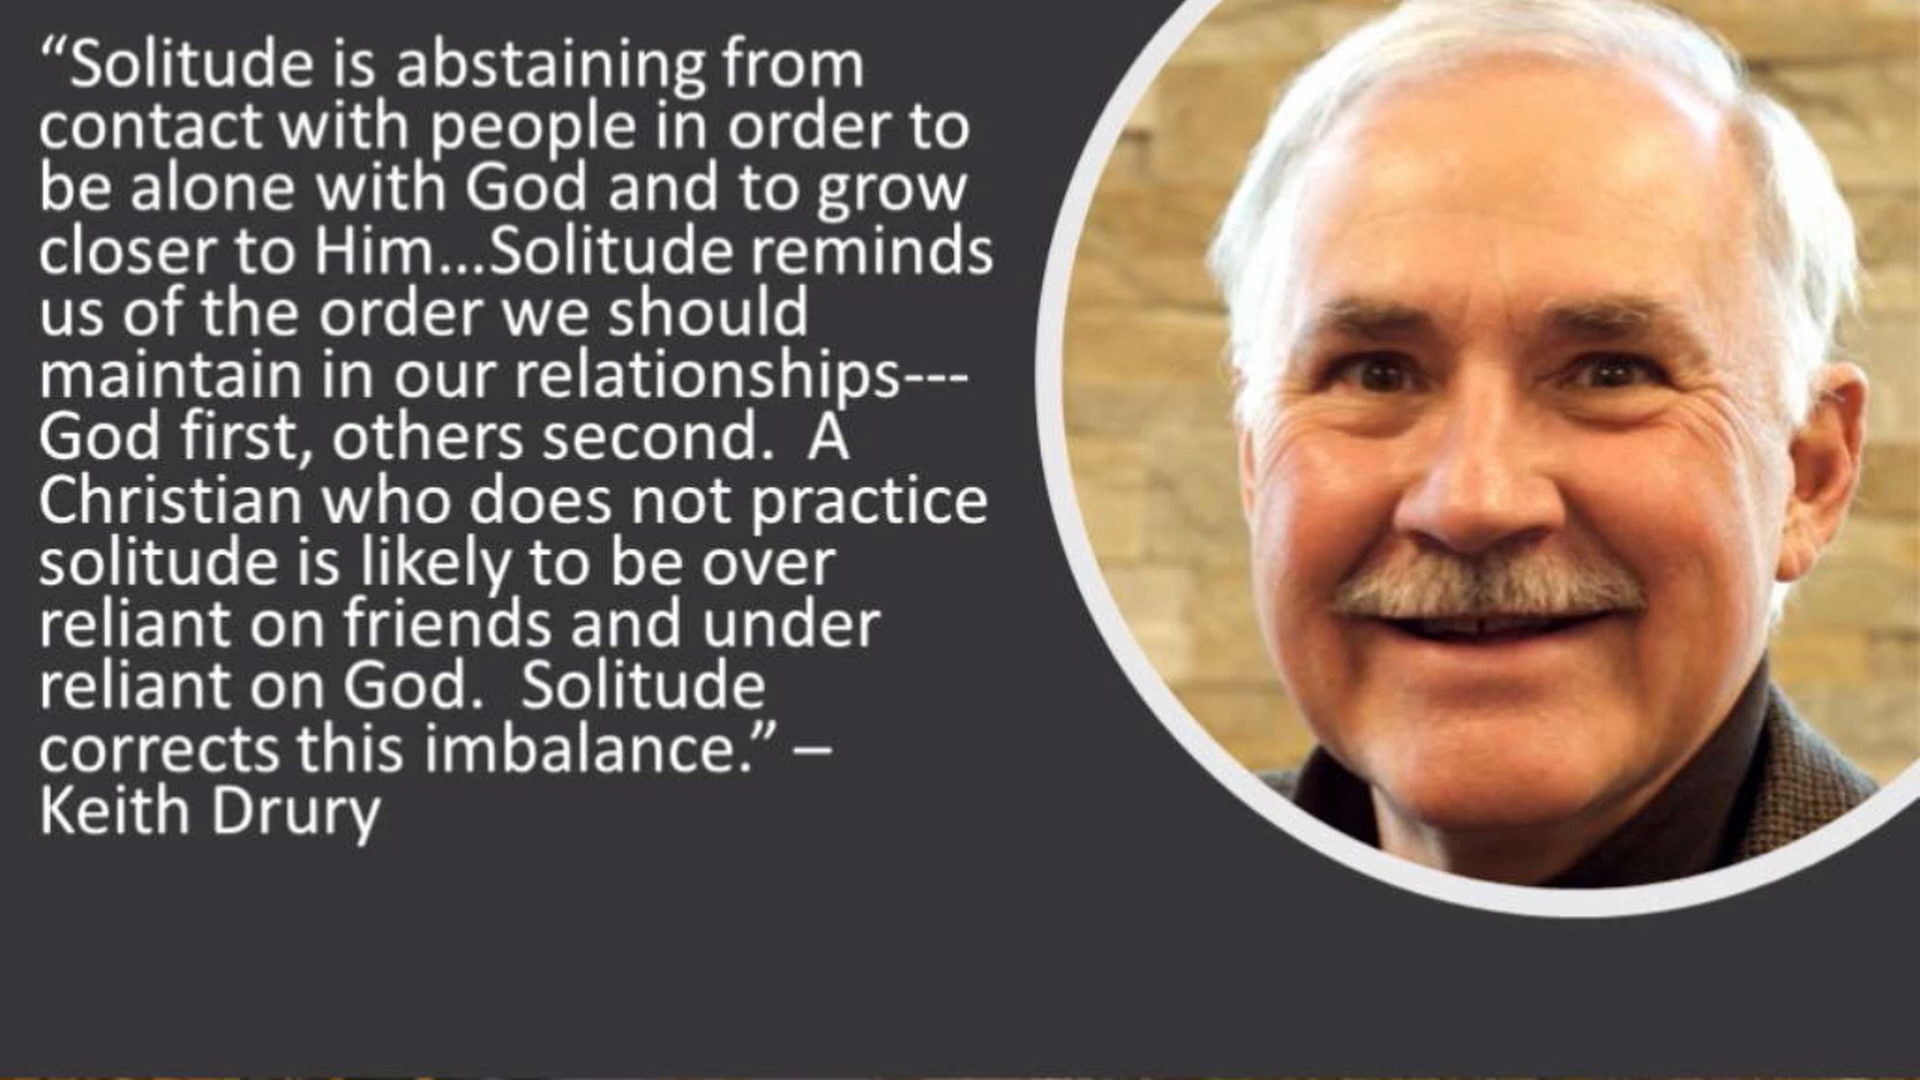 “Solitude is abstaining from
contact with people in order to
be alone with God and to grow
closer to Him...Solitude reminds
us of the order we should
maintain in our relationships---
God first, others second.  A
Christian who does not practice
solitude is likely to be over
reliant on friends and under
reliant on God.  Solitude
corrects this imbalance.” –
Keith Drury